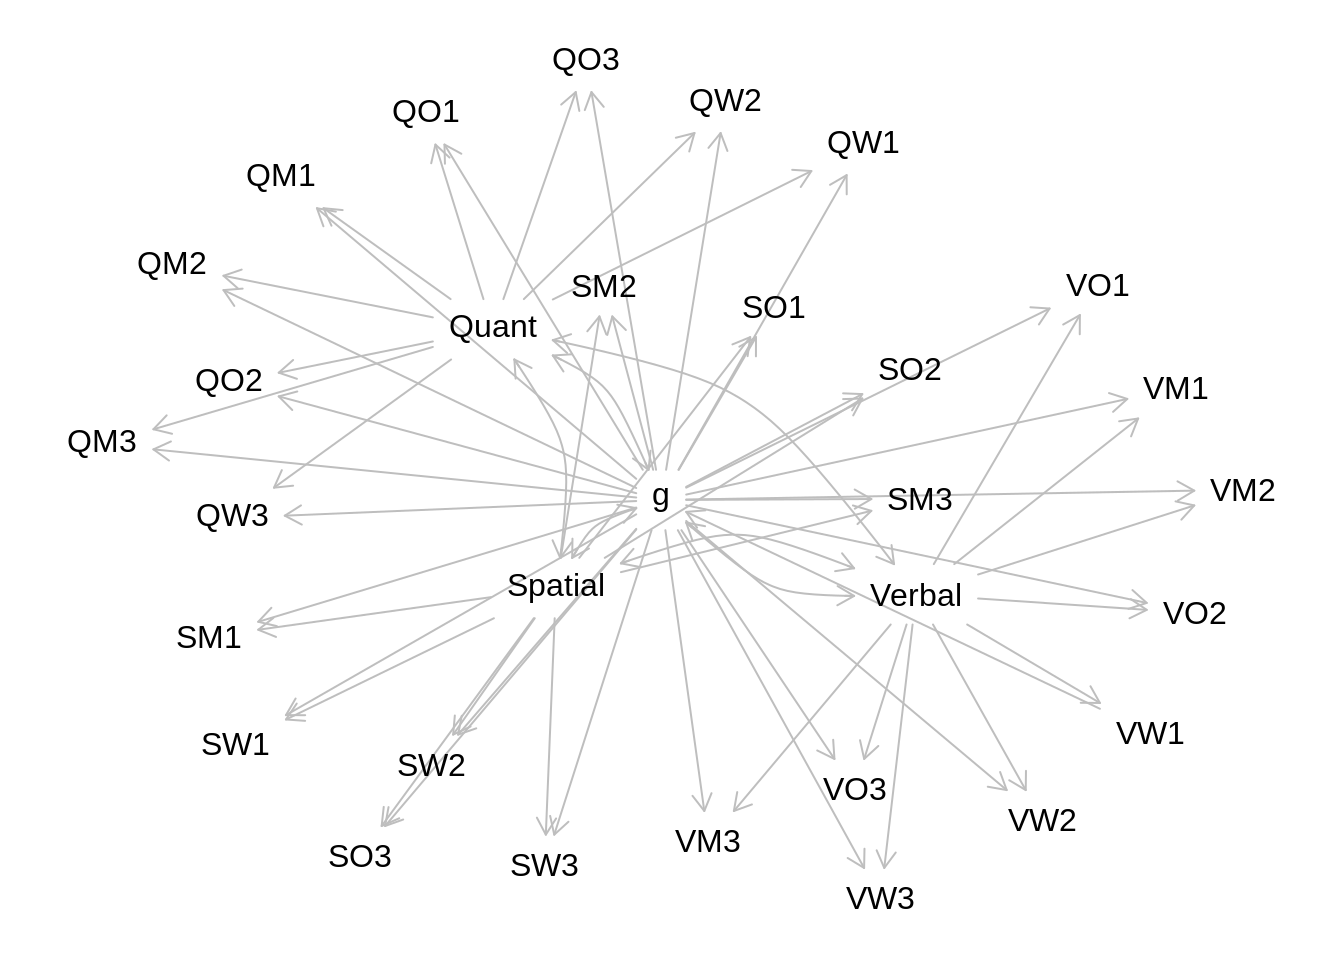 QO3
QW2
QO1
QW1
QM1
QM2
SM2
VO1
SO1
Quant
SO2
QO2
VM1
QM3
g
VM2
SM3
QW3
Spatial
Verbal
VO2
SM1
VW1
SW1
SW2
VO3
VW2
VM3
SO3
SW3
VW3